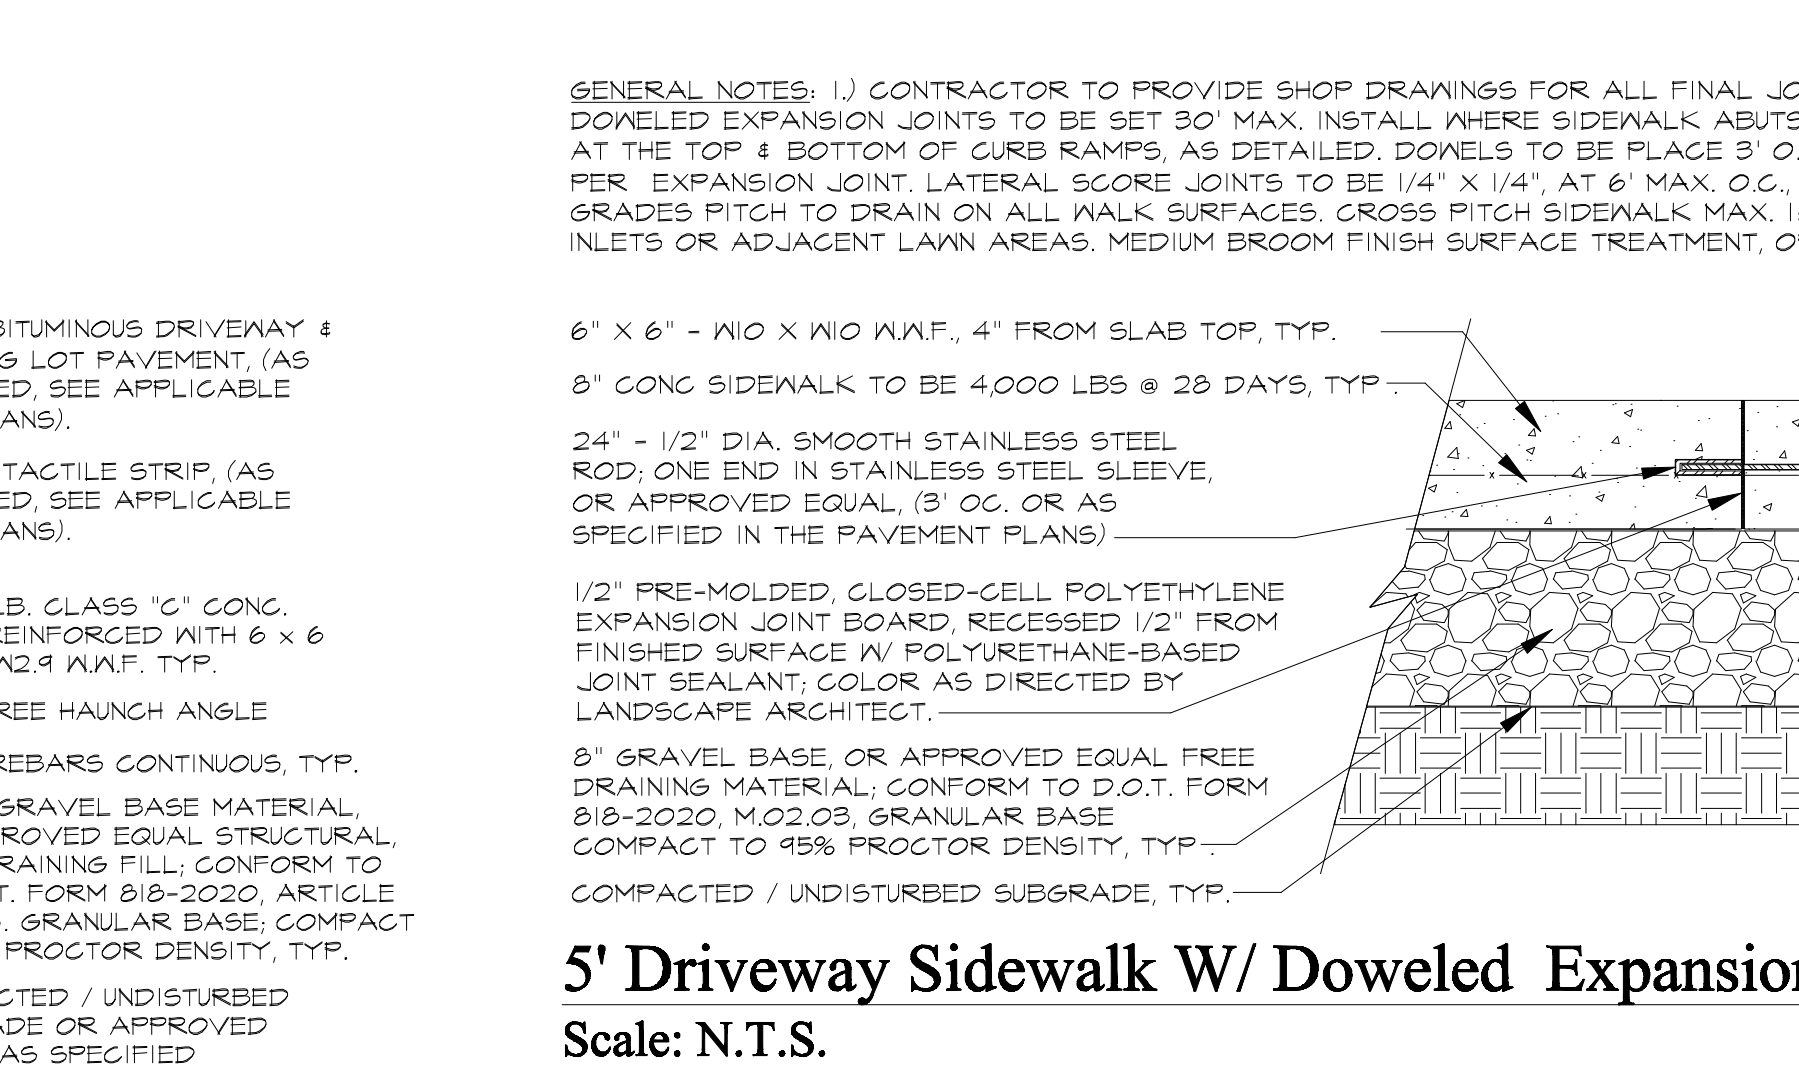 GENERAL NOTES: 1.) CONTRACTOR TO PROVIDE SHOP DRAWINGS FOR ALL FINAL
DOWELED EXPANSION JOINTS TO BE SET 30' MAX. INSTALL WHERE SIDEWALK ABUTS
AT THE TOP & BOTTOM OF CURB RAMPS, AS DETAILED. DOWELS TO BE PLACE 3'
PER EXPANSION JOINT. LATERAL SCORE JOINTS TO BE 1/4" X 1/4", AT 6' MAX. O.C.,
GRADES PITCH TO DRAIN ON ALL WALK SURFACES. CROSS PITCH SIDEWALK MAX.
INLETS OR ADJACENT LAWN AREAS. MEDIUM BROOM FINISH SURFACE TREATMENT,
BITUMINOUS DRIVEWAY &
LOT PAVEMENT, (AS
SEE APPLICABLE
TACTILE STRIP, (AS
SEE APPLICABLE
CLASS "C" CONC.
REINFORCED WITH 6 x 6
W2.9 W.W.F. TYP.
HAUNCH ANGLE
REBARS CONTINUOUS, TYP.
GRAVEL BASE MATERIAL,
EQUAL STRUCTURAL,
FILL; CONFORM TO
FORM 818-2020, ARTICLE
GRANULAR BASE; COMPACT
PROCTOR DENSITY, TYP.
/ UNDISTURBED
OR APPROVED
AS SPECIFIED
6" X 6" - W10 X W10 W.W.F., 4" FROM SLAB TOP, TYP.
8" CONC SIDEWALK TO BE 4,000 LBS @ 28 DAYS, TYP.
24" - 1/2" DIA. SMOOTH STAINLESS STEEL
ROD; ONE END IN STAINLESS STEEL SLEEVE,
OR APPROVED EQUAL, (3' OC. OR AS
SPECIFIED IN THE PAVEMENT PLANS)
1/2" PRE-MOLDED, CLOSED-CELL POLYETHYLENE
EXPANSION JOINT BOARD, RECESSED 1/2" FROM
FINISHED SURFACE W/ POLYURETHANE-BASED
JOINT SEALANT; COLOR AS DIRECTED BY
LANDSCAPE ARCHITECT.
8" GRAVEL BASE, OR APPROVED EQUAL FREE
DRAINING MATERIAL; CONFORM TO D.O.T. FORM
818-2020, M.02.03, GRANULAR BASE
COMPACT TO 95% PROCTOR DENSITY, TYP.
COMPACTED / UNDISTURBED SUBGRADE, TYP.
5' Driveway Sidewalk W/ Doweled Expansion
Scale: N.T.S.